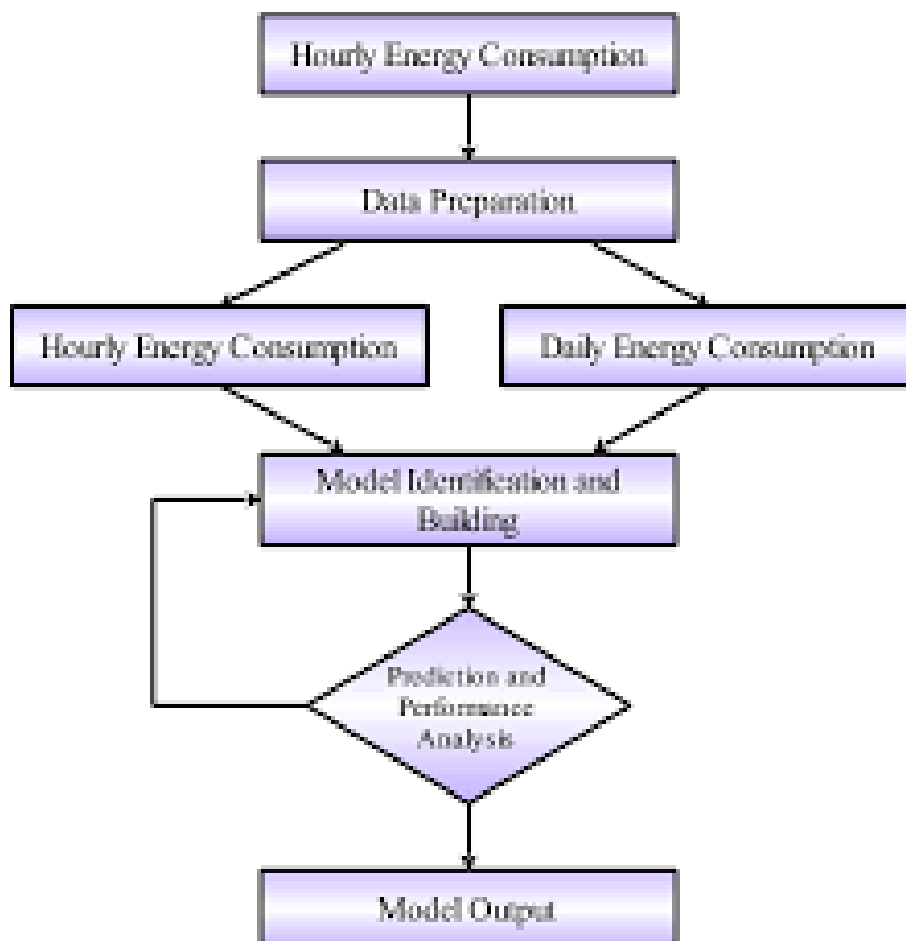 Hourly Energy Consumption
Data Preparation
Hourly Energy Consumption
Daily Energy Consumption
Model Identification and
Building
Prediction and
Performance
Analysis
Model Output